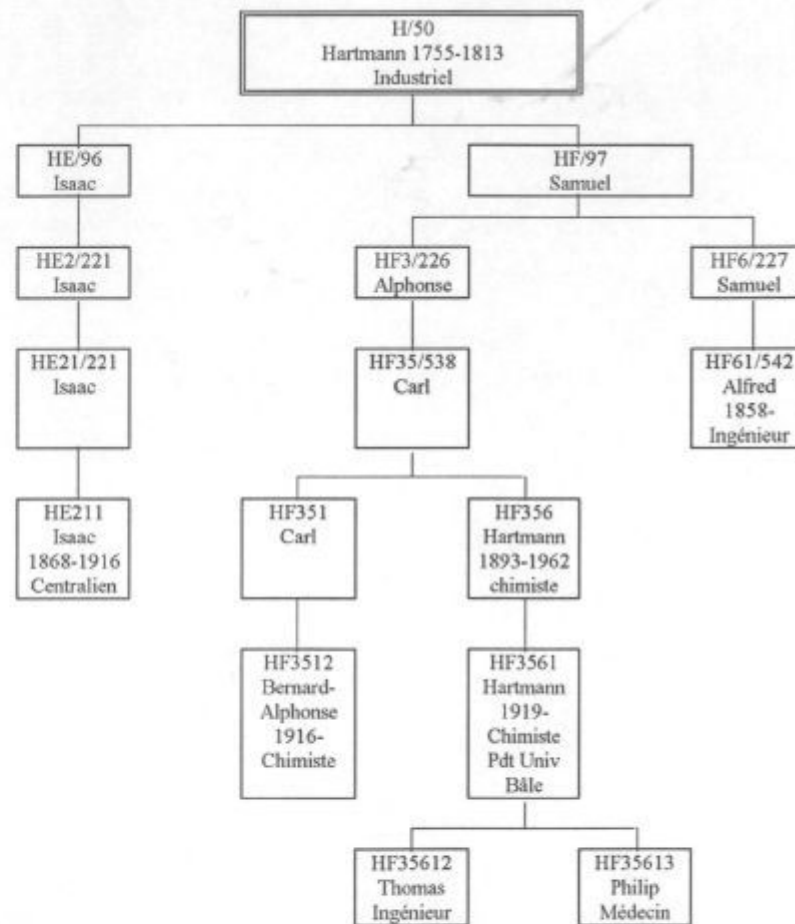 H/50
Hartmann 1755-1813
Industriel
HE/96
Isaac
HF/97
Samuel
HE2/221
Isaac
HF3/226
Alphonse
HF6/227
Samuel
HE21/221
Isaac
HF35/538
Carl
HF61/542
Alfred
1858-
Ingénieur
HE211
Isaac
1868-1916
Centralien
HF351
Carl
HF356
Hartmann
1893-1962
chimiste
HF3512
Bernard-
Alphonse
1916-
Chimiste
HF3561
Hartmann
1919-
Chimiste
Pdt Univ
Bâle
HF35612
Thomas
Ingénieur
HF35613
Philip
Médecin